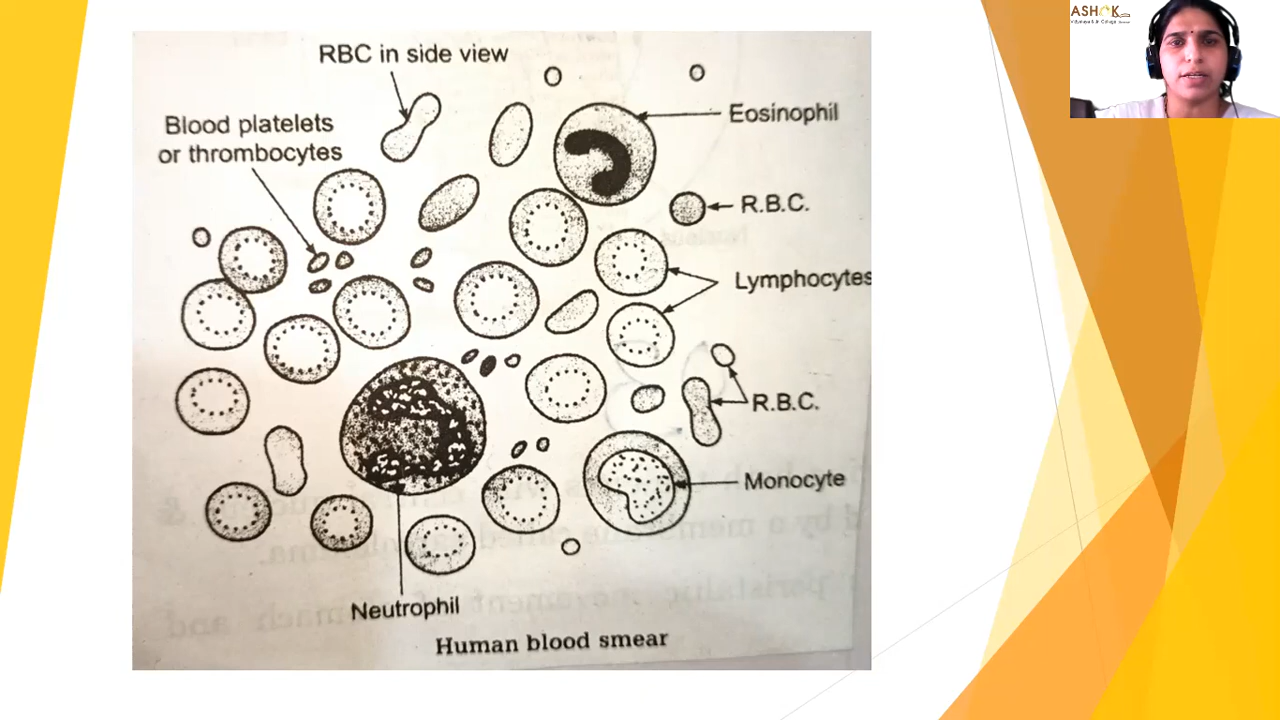 RBC in side view
Blood platelets
or thrombocytes
Eosinophil
R.B.C.
Lymphocytes
R.B.C.
Monocyte
Neutrophil
Human blood smear
ASHOK